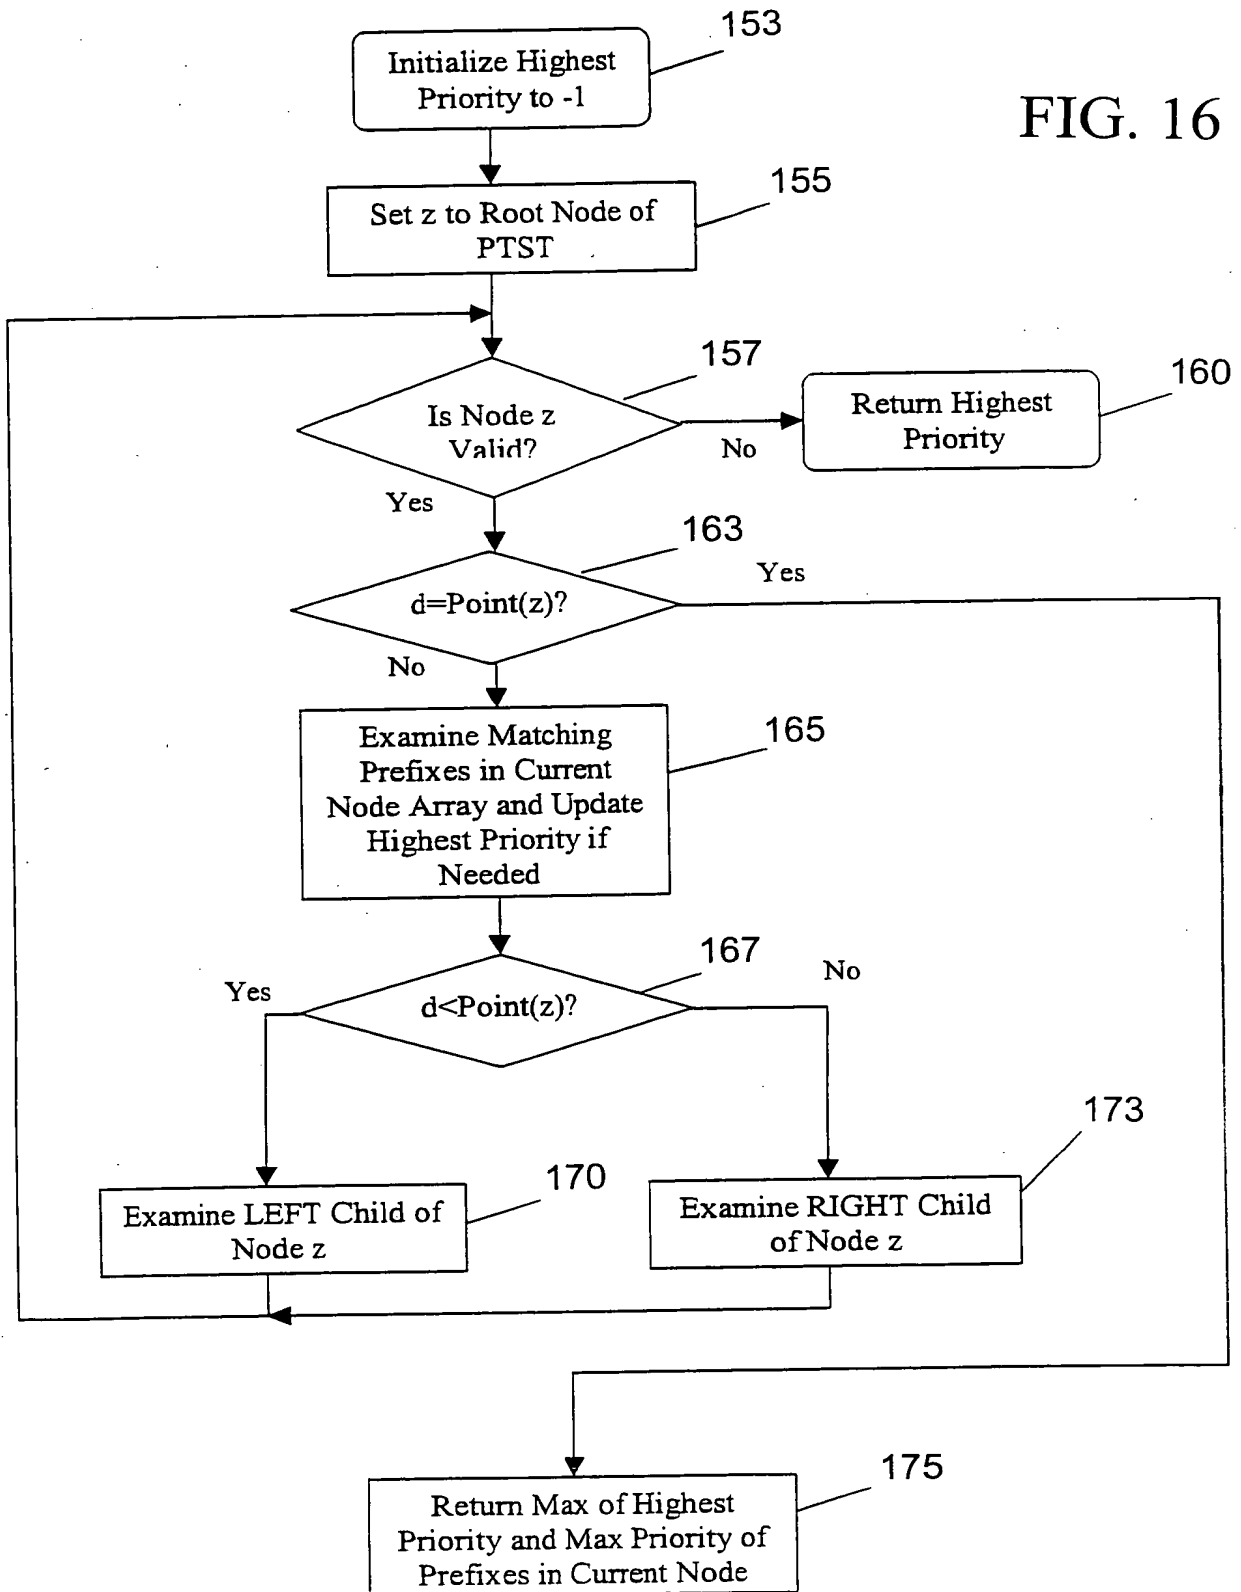 153
Initialize Highest
Priority to -1
FIG. 16
155
Set z to Root Node of
PTST
157
Is Node z
Valid?
160
Return Highest
Priority
No
Yes
163
d=Point(z)?
Yes
No
165
Examine Matching
Prefixes in Current
Node Array and Update
Highest Priority if
Needed
167
d<Point(z)?
Yes
No
170
Examine LEFT Child of
Node z
173
Examine RIGHT Child
of Node z
175
Return Max of Highest
Priority and Max Priority of
Prefixes in Current Node